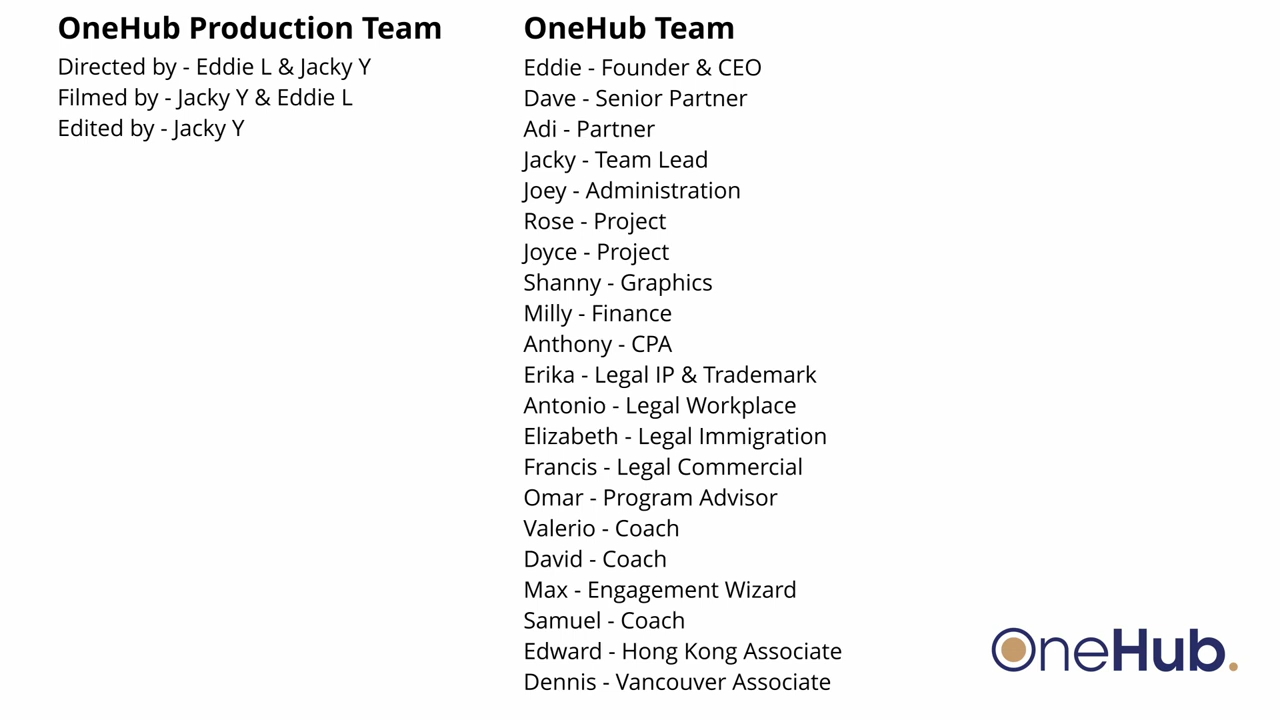 OneHub Production Team
Directed by - Eddie L & Jacky Y
Filmed by - Jacky Y & Eddie L
Edited by - Jacky Y
OneHub Team
Eddie - Founder & CEO
Dave - Senior Partner
Adi - Partner
Jacky - Team Lead
Joey - Administration
Rose - Project
Joyce - Project
Shanny - Graphics
Milly - Finance
Anthony - CPA
Erika - Legal IP & Trademark
Antonio - Legal Workplace
Elizabeth - Legal Immigration
Francis - Legal Commercial
Omar - Program Advisor
Valerio - Coach
David - Coach
Max - Engagement Wizard
Samuel - Coach
Edward - Hong Kong Associate
Dennis - Vancouver Associate
OneHub.